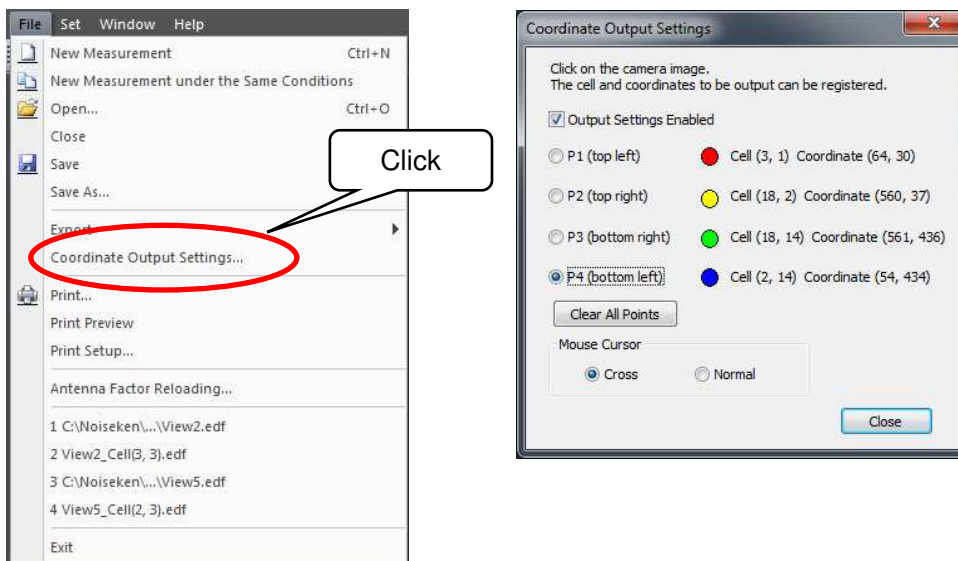 File Set Window Help
New Measurement Ctrl+N
New Measurement under the Same Conditions
Open... Ctrl+O
Close
Save
Save As...
Export
Coordinate Output Settings...
Print...
Print Preview
Print Setup...
Antenna Factor Reloading...
1 C:\Noiseken\...\View2.edf
2 View2_Cell(3, 3).edf
3 C:\Noiseken\...\View5.edf
4 View5_Cell(2, 3).edf
Exit
Click
Coordinate Output Settings
Click on the camera image.
The cell and coordinates to be output can be registered.
Output Settings Enabled
P1 (top left) Cell (3, 1) Coordinate (64, 30)
P2 (top right) Cell (18, 2) Coordinate (560, 37)
P3 (bottom right) Cell (18, 14) Coordinate (561, 436)
P4 (bottom left) Cell (2, 14) Coordinate (54, 434)
Clear All Points
Mouse Cursor
Cross Normal
Close